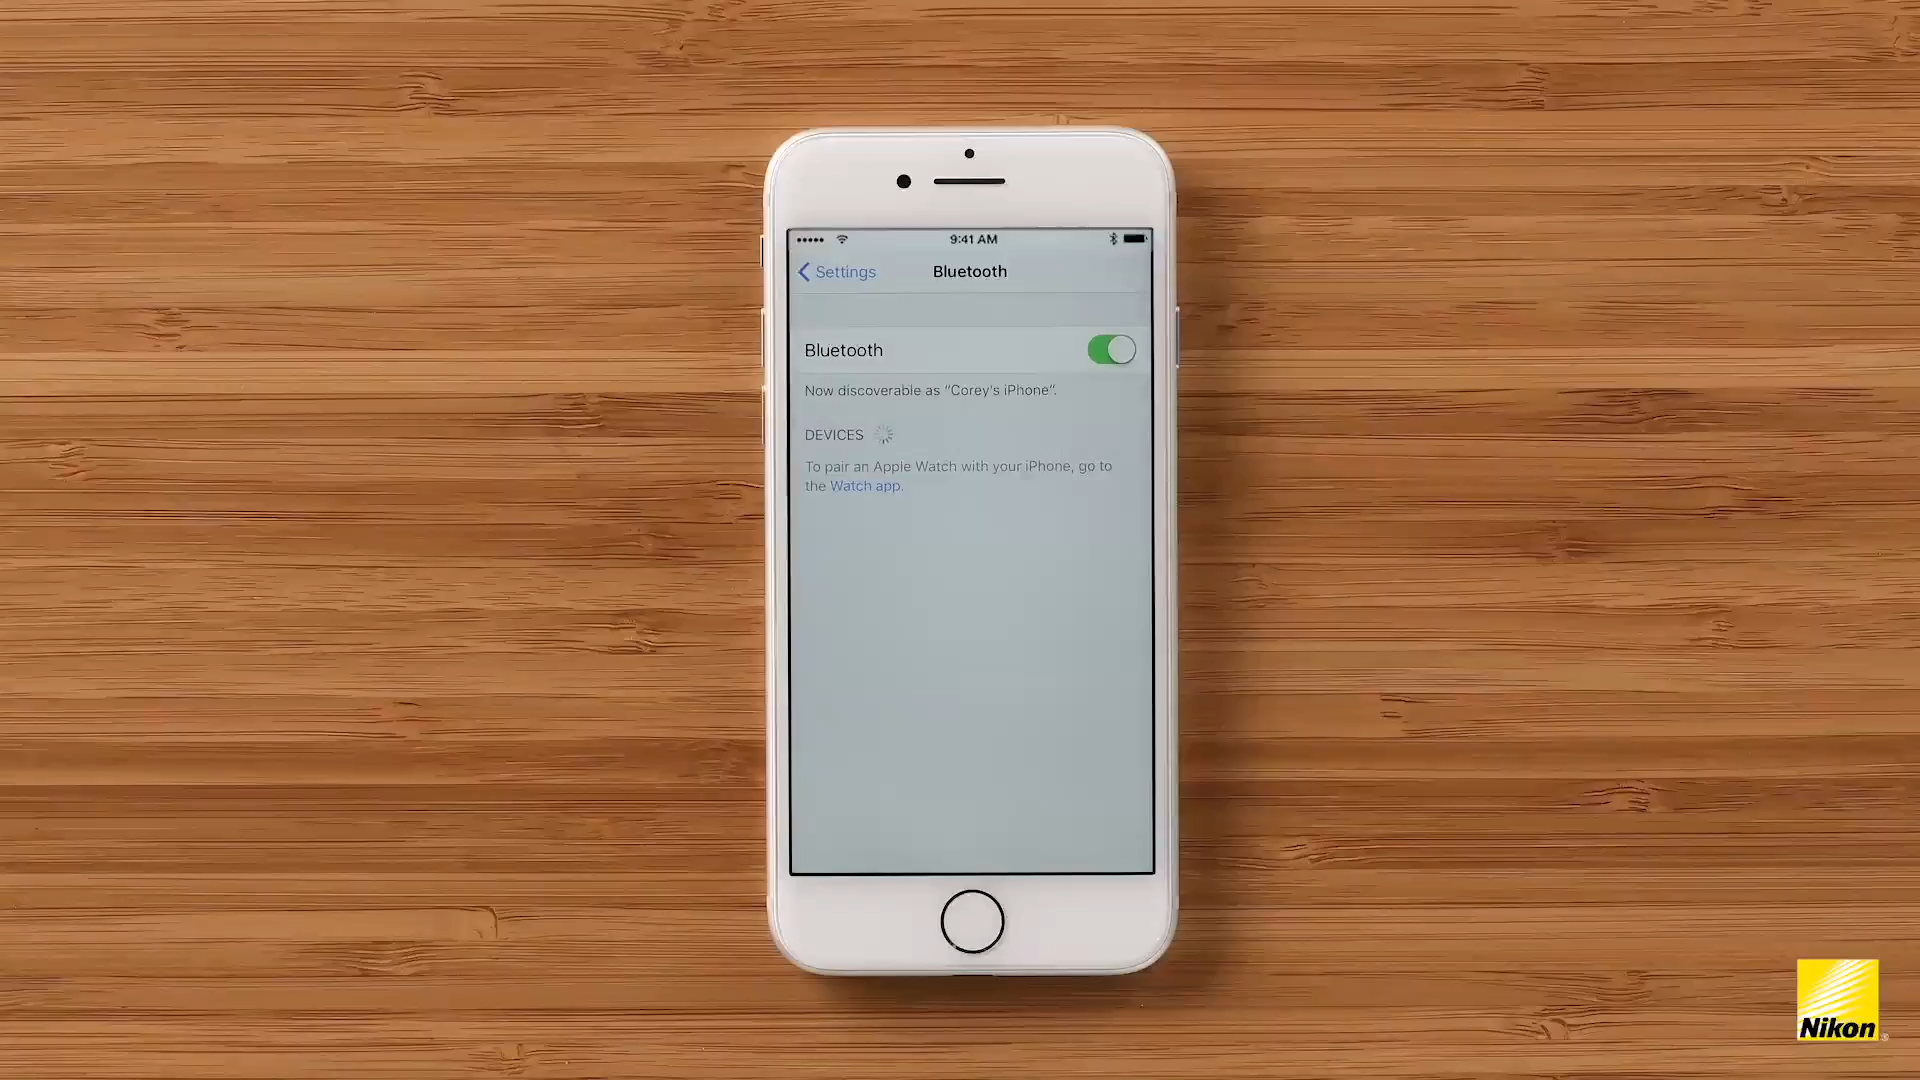 9:41 AM
Settings
Bluetooth
Bluetooth
Now discoverable as “Corey's iPhone”.
DEVICES
To pair an Apple Watch with your iPhone, go to
the Watch app.
Nikon